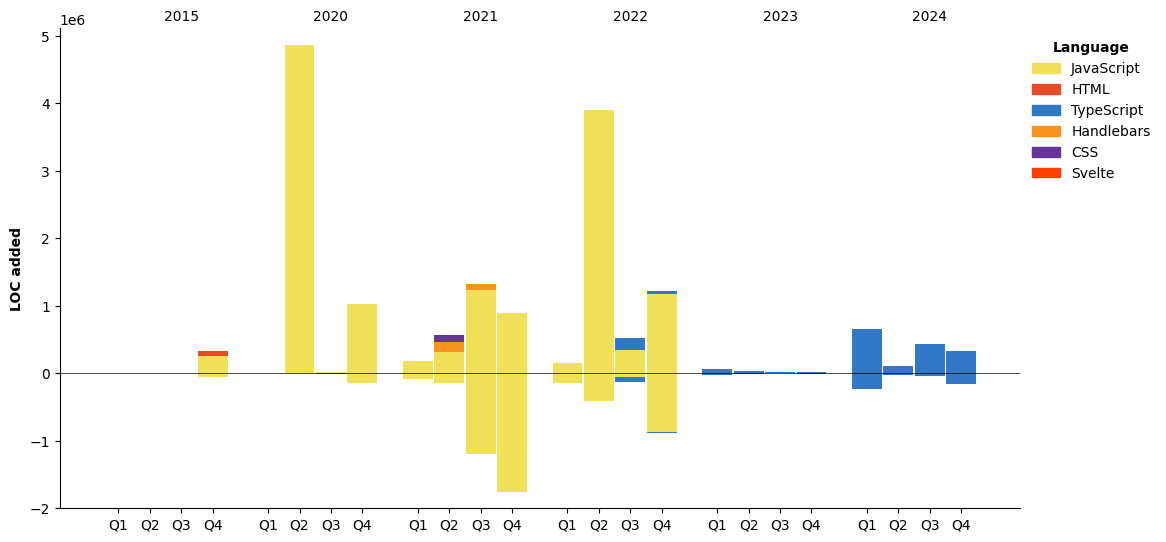 1e6
2015 2020 2021 2022 2023 2024
Language
JavaScript
HTML
TypeScript
Handlebars
CSS
Svelte
LOC added
5
4
3
2
1
0
−1
−2
Q1 Q2 Q3 Q4 Q1 Q2 Q3 Q4 Q1 Q2 Q3 Q4 Q1 Q2 Q3 Q4 Q1 Q2 Q3 Q4 Q1 Q2 Q3 Q4